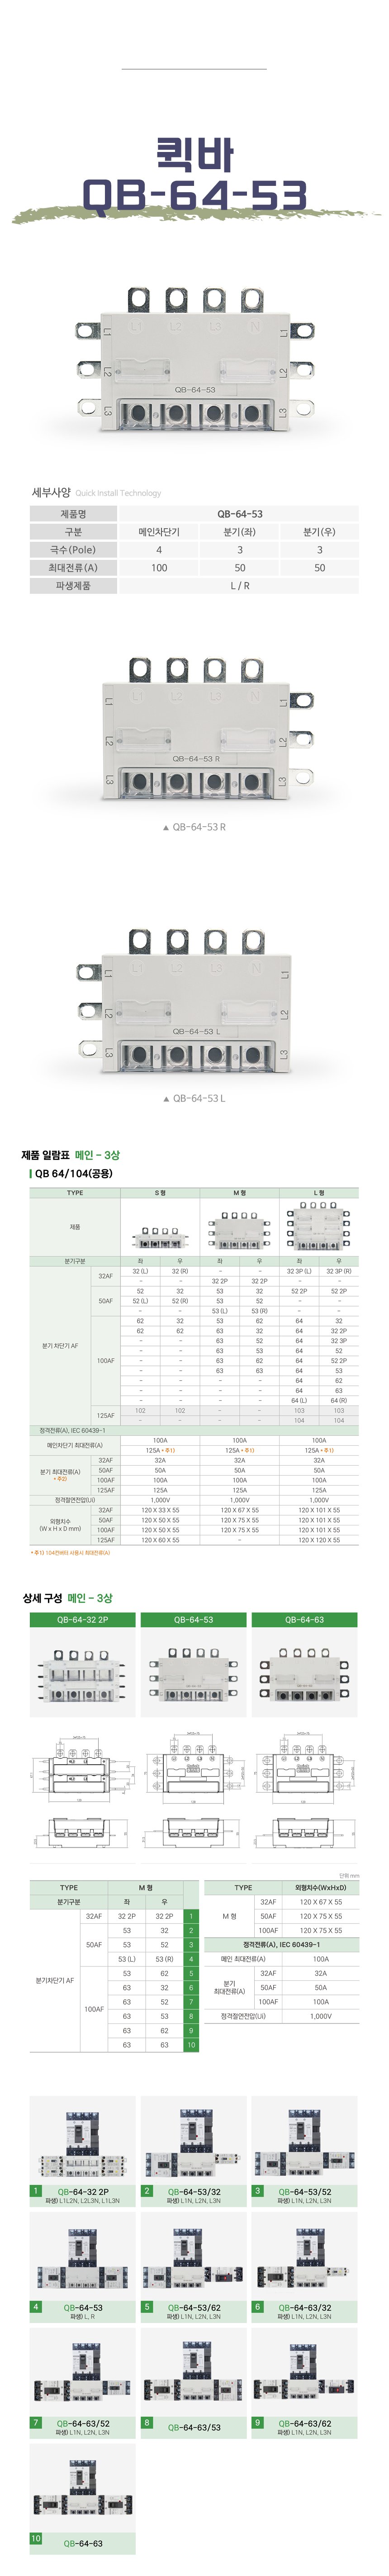 퀵바
QB-64-53
L1 L2 L3 N
L1 L1
L2 L2
QB-64-53
L3 L3
세부사양 Quick Install Technology
제품명 QB-64-53
구분 메인차단기 분기(좌) 분기(우)
극수(Pole) 4 3 3
최대전류(A) 100 50 50
파생제품 L / R
L1 L2 L3 N
L1 L1
L2 L2
QB-64-53 R
L3 L3
▲ QB-64-53 R
L1 L2 L3 N
L1 L1
L2 L2
QB-64-53 L
L3 L3
▲ QB-64-53 L
제품 일람표 메인 - 3상
QB 64/104(공용)
TYPE S 형 M 형 L 형
제품
분기구분 좌 우 좌 우 좌 우
분기 차단기 AF
32AF 32 (L) 32 (R) - - 32 3P (L) 32 3P (R)
- - 32 2P 32 2P - -
50AF 52 32 53 32 52 2P 52 2P
52 (L) 52 (R) 53 52 - -
- - 53 (L) 53 (R) - -
100AF 62 32 53 62 64 32
62 62 63 32 64 32 2P
- - 63 52 64 32 3P
- - 63 53 64 52
- - 63 62 64 52 2P
- - 63 63 64 53
- - - - 64 62
- - - - 64 63
- - - - 64 (L) 64 (R)
125AF 102 102 - - 103 103
- - - - 104 104
정격전류(A), IEC 60439-1
메인차단기 최대전류(A) 100A 100A 100A
125A *주1) 125A *주1) 125A *주1)
분기 최대전류(A) *주2)
32AF 32A 32A 32A
50AF 50A 50A 50A
100AF 100A 100A 100A
125AF 125A 125A 125A
정격절연전압(Ui) 1,000V 1,000V 1,000V
외형치수 (W x H x D mm)
32AF 120 X 33 X 55 120 X 67 X 55 120 X 101 X 55
50AF 120 X 50 X 55 120 X 75 X 55 120 X 101 X 55
100AF 120 X 50 X 55 120 X 75 X 55 120 X 101 X 55
125AF 120 X 60 X 55 - 120 X 120 X 55
*주1) 104컨버터 사용시 최대전류(A)
상세 구성 메인 - 3상
QB-64-32 2P QB-64-53 QB-64-63
단위 mm
TYPE M 형
분기구분 좌 우
분기차단기 AF
32AF 32 2P 32 2P 1
50AF 53 32 2
53 52 3
53 (L) 53 (R) 4
100AF 53 62 5
63 32 6
63 52 7
63 53 8
63 62 9
63 63 10
TYPE 외형치수(WxHxD)
M 형 32AF 120 X 67 X 55
50AF 120 X 75 X 55
100AF 120 X 75 X 55
정격전류(A), IEC 60439-1
메인 최대전류(A) 100A
분기 최대전류(A) 32AF 32A
50AF 50A
100AF 100A
정격절연전압(Ui) 1,000V
1 QB-64-32 2P
파생) L1L2N, L2L3N, L1L3N
2 QB-64-53/32
파생) L1N, L2N, L3N
3 QB-64-53/52
파생) L1N, L2N, L3N
4 QB-64-53
파생) L, R
5 QB-64-53/62
파생) L1N, L2N, L3N
6 QB-64-63/32
파생) L1N, L2N, L3N
7 QB-64-63/52
파생) L1N, L2N, L3N
8 QB-64-63/53
9 QB-64-63/62
파생) L1N, L2N, L3N
10 QB-64-63